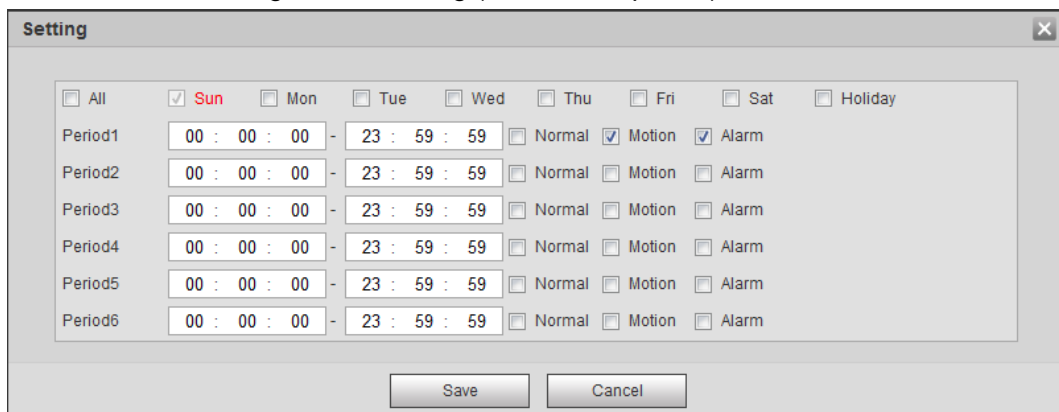 Setting
All Sun Mon Tue Wed Thu Fri Sat Holiday
Period1 00 : 00 : 00 - 23 : 59 : 59 Normal Motion Alarm
Period2 00 : 00 : 00 - 23 : 59 : 59 Normal Motion Alarm
Period3 00 : 00 : 00 - 23 : 59 : 59 Normal Motion Alarm
Period4 00 : 00 : 00 - 23 : 59 : 59 Normal Motion Alarm
Period5 00 : 00 : 00 - 23 : 59 : 59 Normal Motion Alarm
Period6 00 : 00 : 00 - 23 : 59 : 59 Normal Motion Alarm
Save Cancel